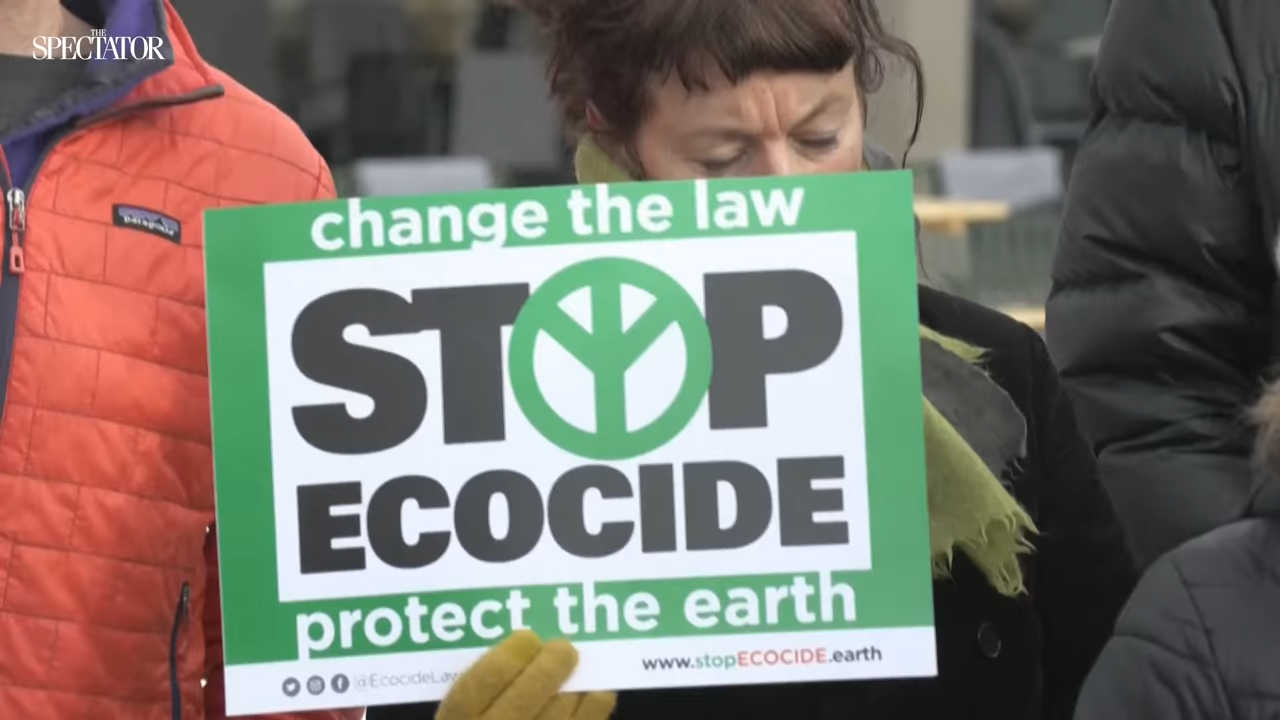 THE
SPECTATOR
patagonia
change the law
STOP
ECOCIDE
protect the earth
@EcocideLaw
www.stopECOCIDE.earth